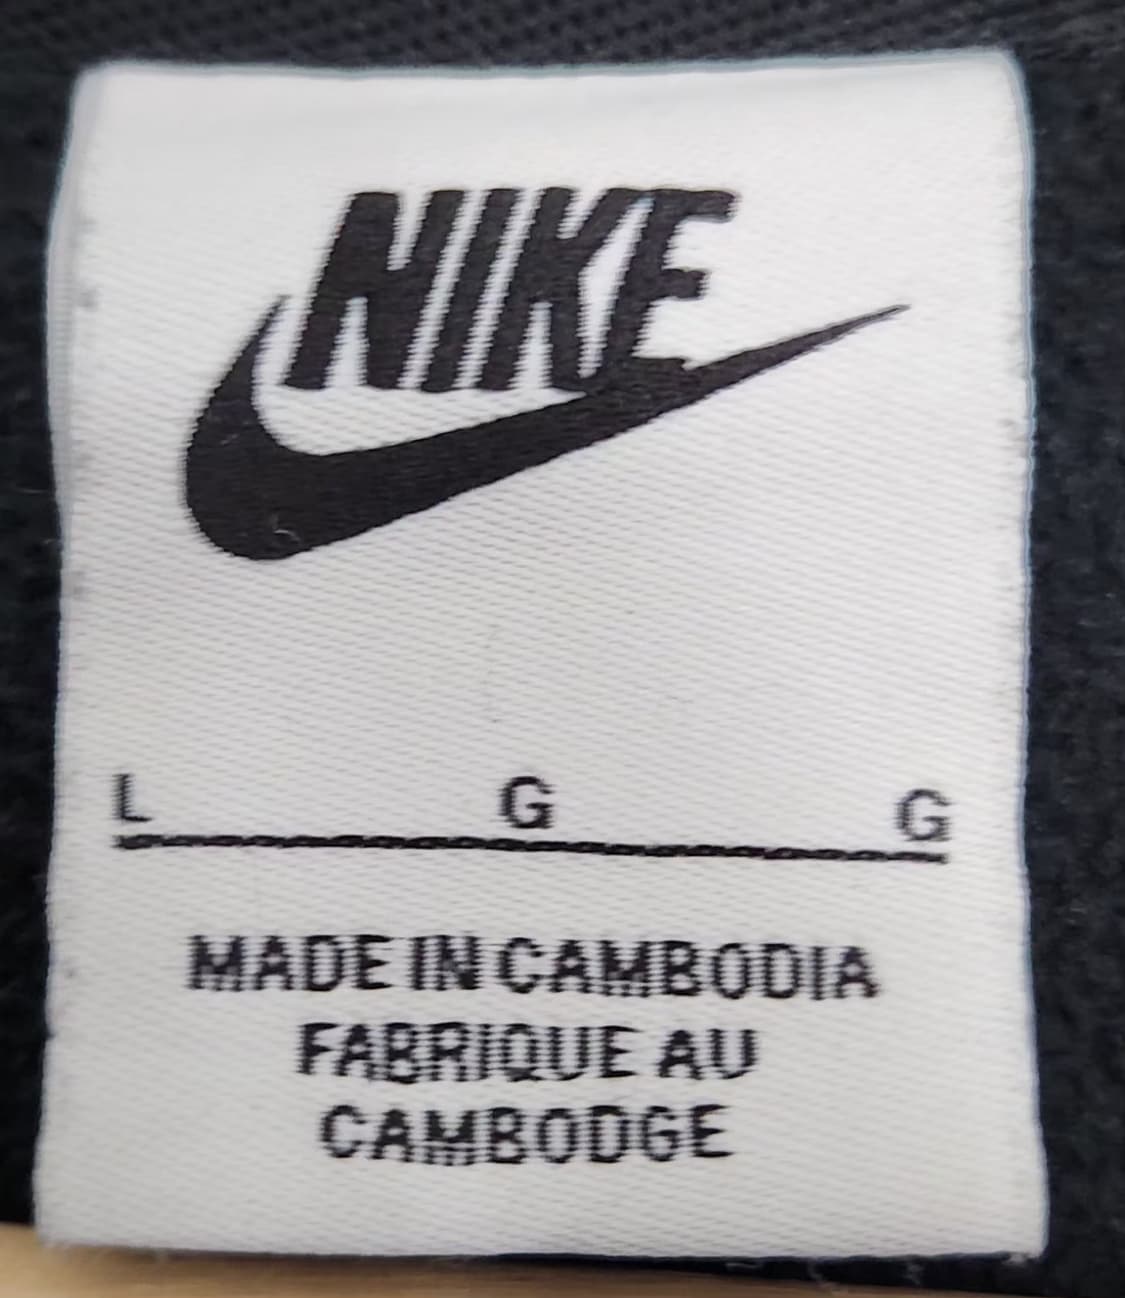 NIKE
L G G
MADE IN CAMBODIA
FABRIQUE AU
CAMBODGE